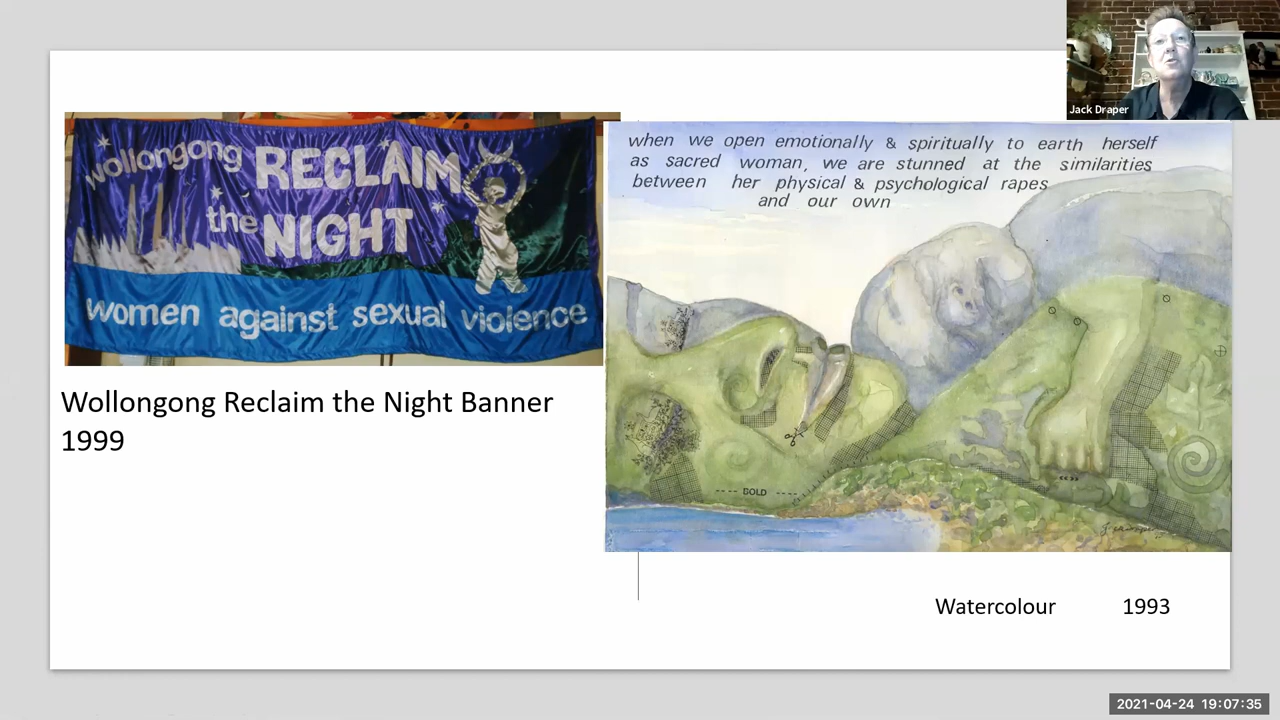 Jack Draper
wollongong RECLAIM
the NIGHT
women against sexual violence
when we open emotionally & spiritually to earth herself
as sacred woman, we are stunned at the similarities
between her physical & psychological rapes
and our own
---- BOLD ----
Wollongong Reclaim the Night Banner
1999
Watercolour 1993
2021-04-24 19:07:35